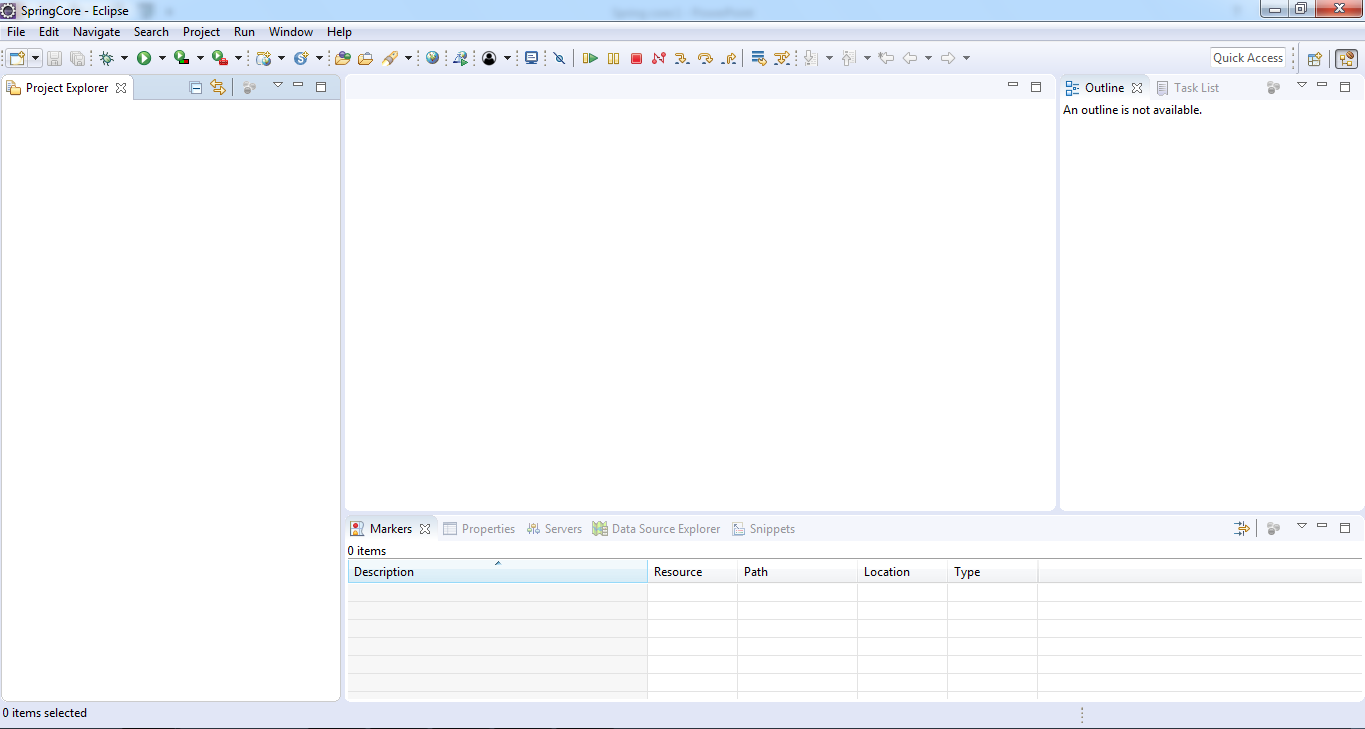 SpringCore - Eclipse
File Edit Navigate Search Project Run Window Help
Quick Access
Project Explorer
Outline Task List
An outline is not available.
Markers Properties Servers Data Source Explorer Snippets
0 items
Description Resource Path Location Type
0 items selected